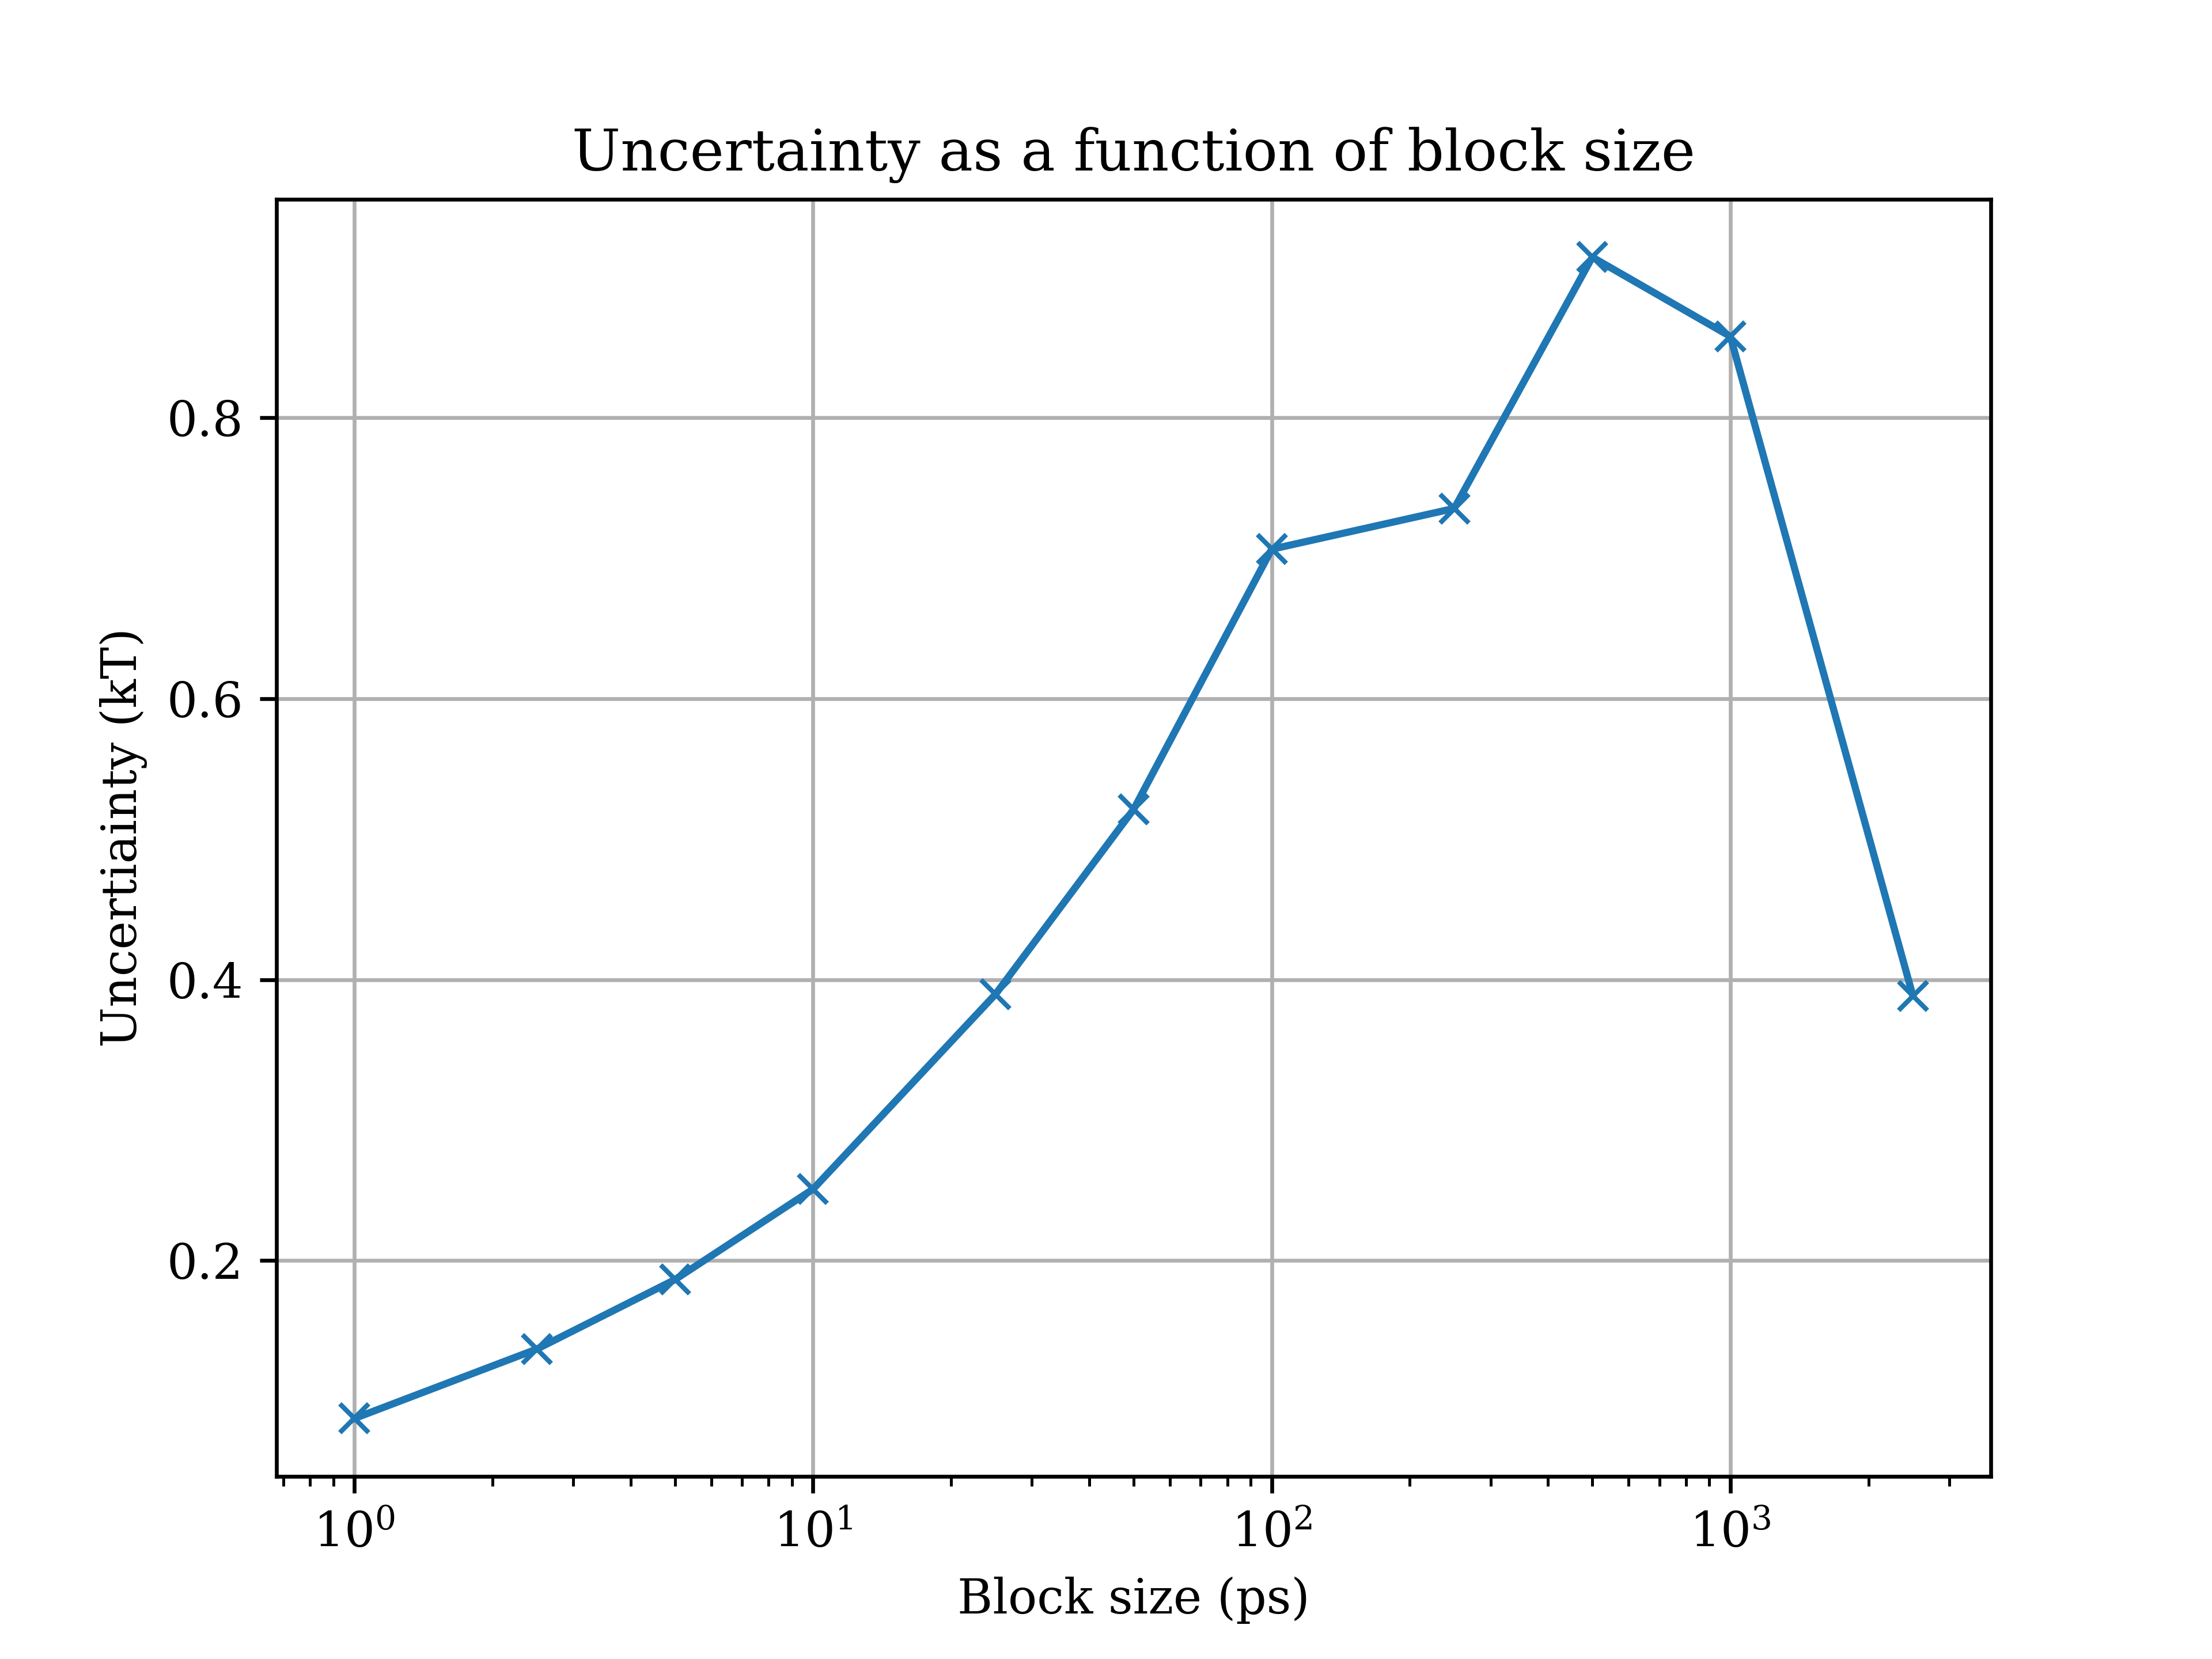 Uncertainty as a function of block size
Uncertiainty (kT)
0.8
0.6
0.4
0.2
10⁰ 10¹ 10² 10³
Block size (ps)